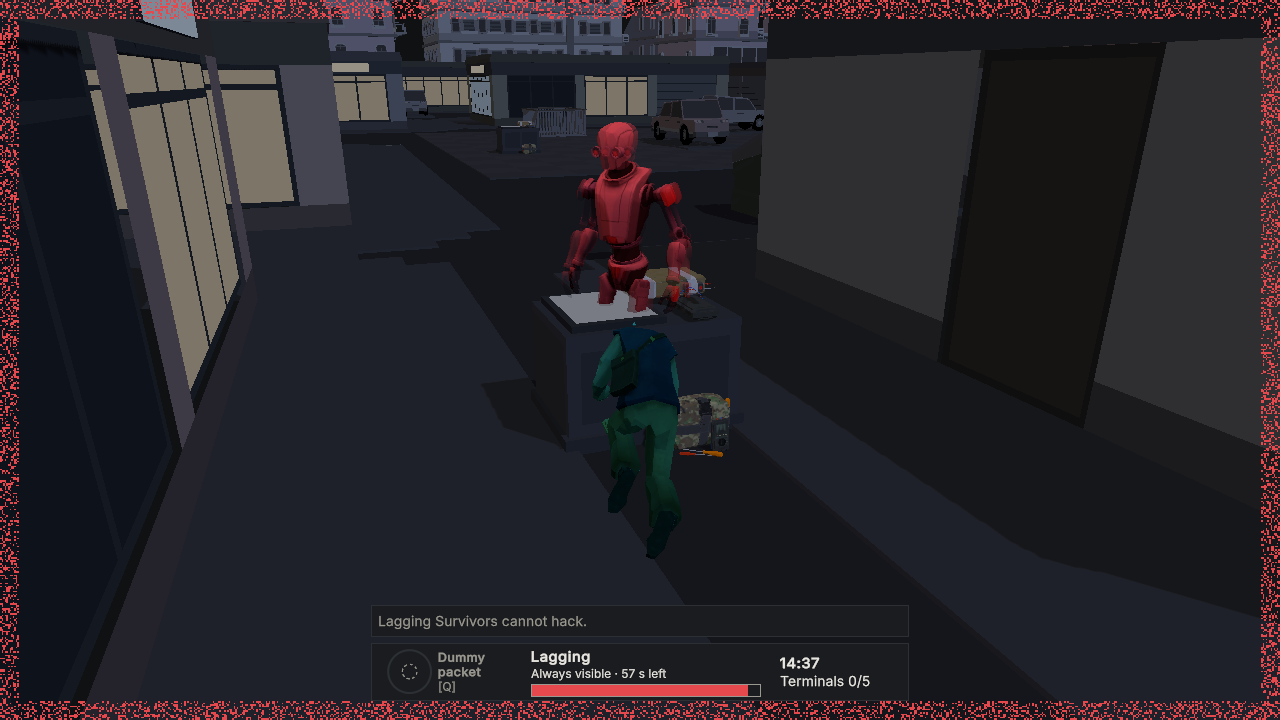 Lagging Survivors cannot hack.
Dummy
packet
[Q]
Lagging
Always visible · 57 s left
14:37
Terminals 0/5